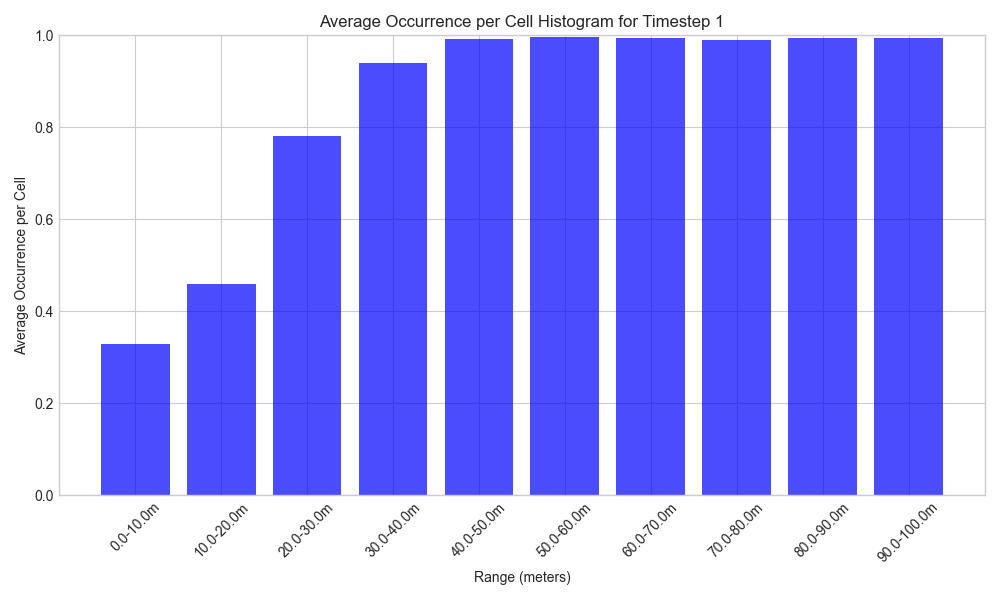 Average Occurrence per Cell Histogram for Timestep 1
Average Occurrence per Cell
1.0
0.8
0.6
0.4
0.2
0.0
0.0-10.0m
10.0-20.0m
20.0-30.0m
30.0-40.0m
40.0-50.0m
50.0-60.0m
60.0-70.0m
70.0-80.0m
80.0-90.0m
90.0-100.0m
Range (meters)